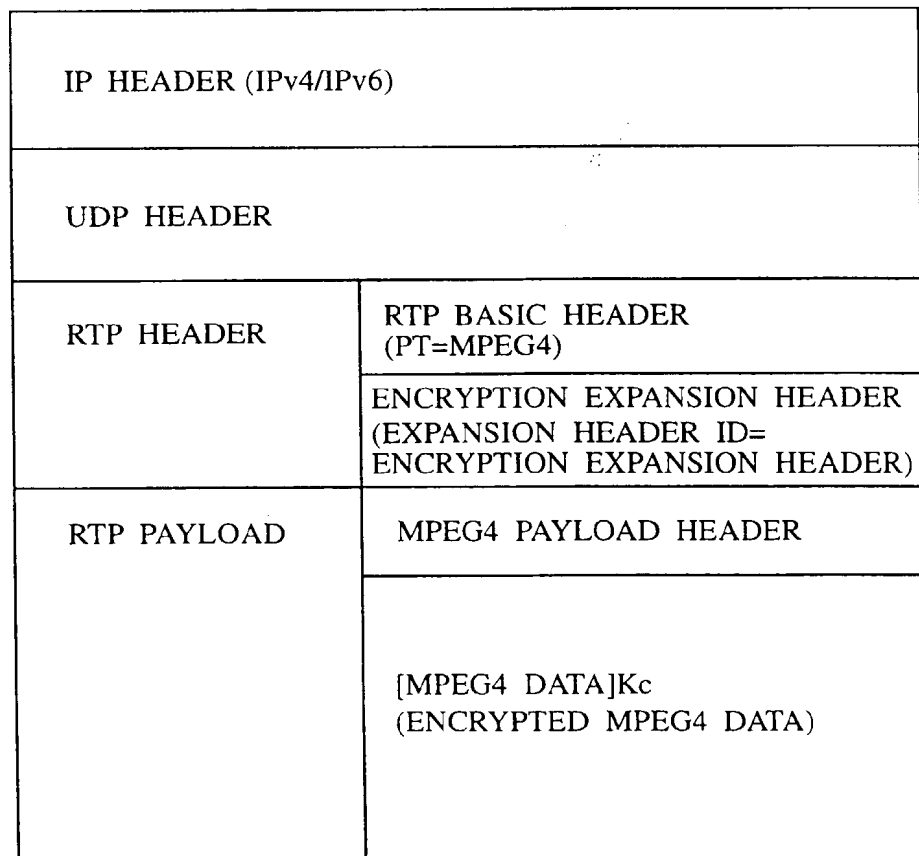 IP HEADER (IPv4/IPv6)
UDP HEADER
RTP HEADER
RTP BASIC HEADER
(PT=MPEG4)
ENCRYPTION EXPANSION HEADER
(EXPANSION HEADER ID=
ENCRYPTION EXPANSION HEADER)
RTP PAYLOAD
MPEG4 PAYLOAD HEADER
[MPEG4 DATA]Kc
(ENCRYPTED MPEG4 DATA)